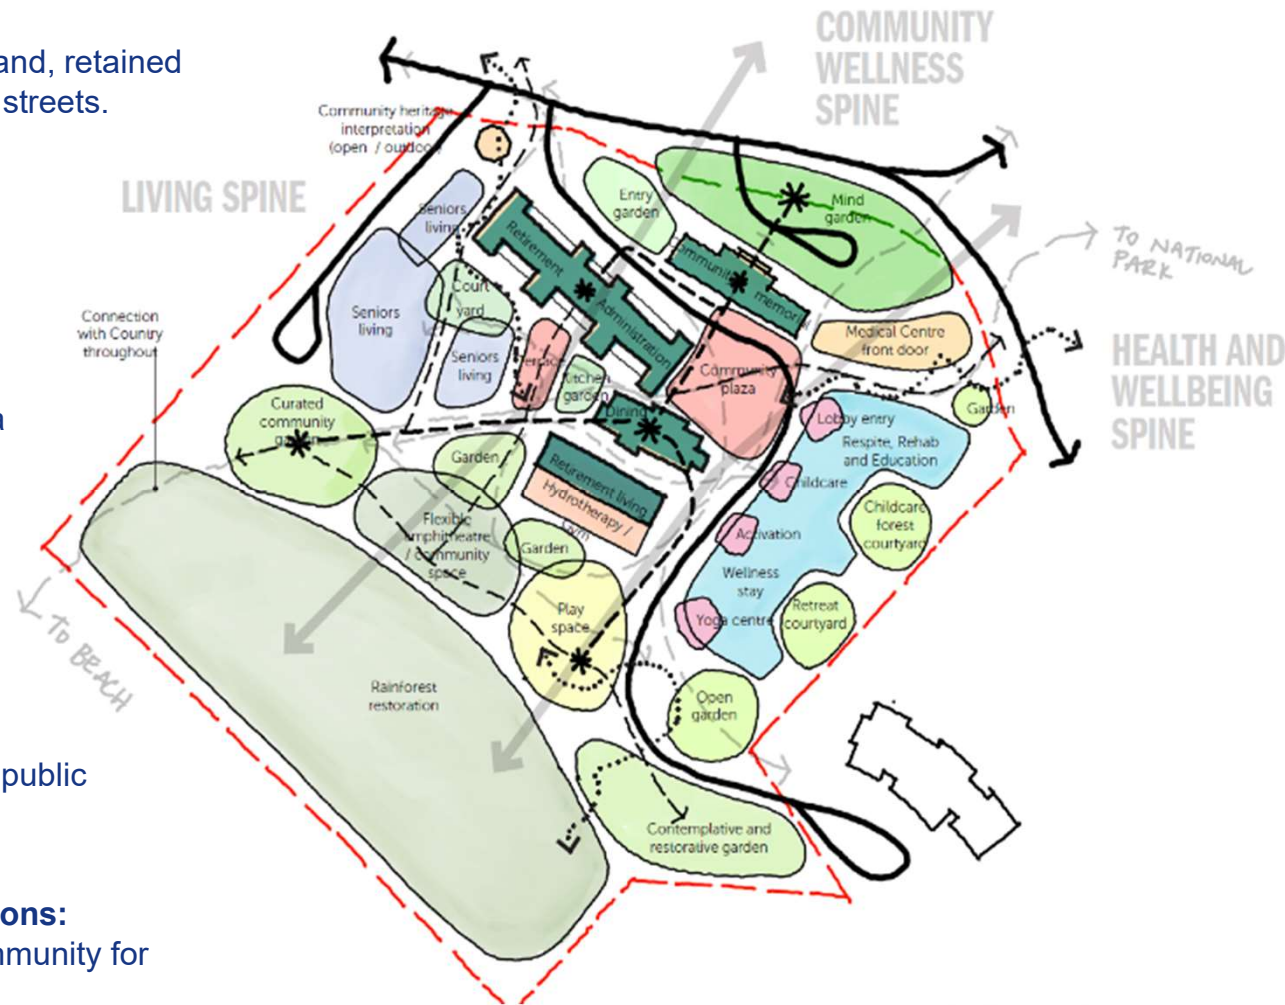 and, retained
streets.
a
public
ons:
munity for
COMMUNITY
WELLNESS
SPINE
LIVING SPINE
HEALTH AND
WELLBEING
SPINE
TO NATIONAL
PARK
TO BEACH
Community heritage
interpretation
(open / outdoor)
Connection
with Country
throughout
Seniors
living
Seniors
living
Seniors
living
Court
yard
Retirement
Administration
Entry
garden
Mind
garden
Community
memorial
Medical Centre
front door
Community
plaza
Terrace
Kitchen
garden
Dining
Lobby entry
Garden
Respite, Rehab
and Education
Childcare
Childcare
forest
courtyard
Activation
Wellness
stay
Yoga centre
Retreat
courtyard
Curated
community
garden
Garden
Retirement living
Hydrotherapy /
Gym
Flexible
amphitheatre
/ community
space
Garden
Play
space
Open
garden
Rainforest
restoration
Contemplative and
restorative garden